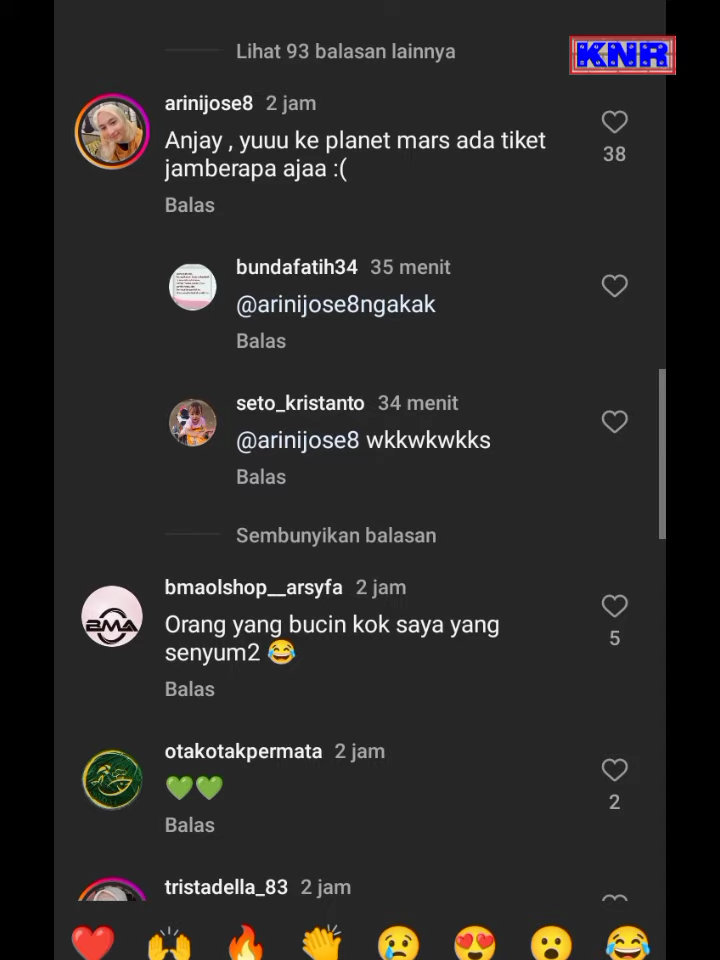 Lihat 93 balasan lainnya
KNR
arinijose8 2 jam
Anjay , yuuu ke planet mars ada tiket
jamberapa ajaa :(
38
Balas
bundafatih34 35 menit
@arinijose8ngakak
Balas
seto_kristanto 34 menit
@arinijose8 wkkwkwkks
Balas
Sembunyikan balasan
bmaolshop__arsyfa 2 jam
Orang yang bucin kok saya yang
senyum2 😂
5
Balas
BMA
otakotakpermata 2 jam
💚💚
2
Balas
tristadella_83 2 jam
❤️ 🙌 🔥 👏 😢 😍 😮 😂